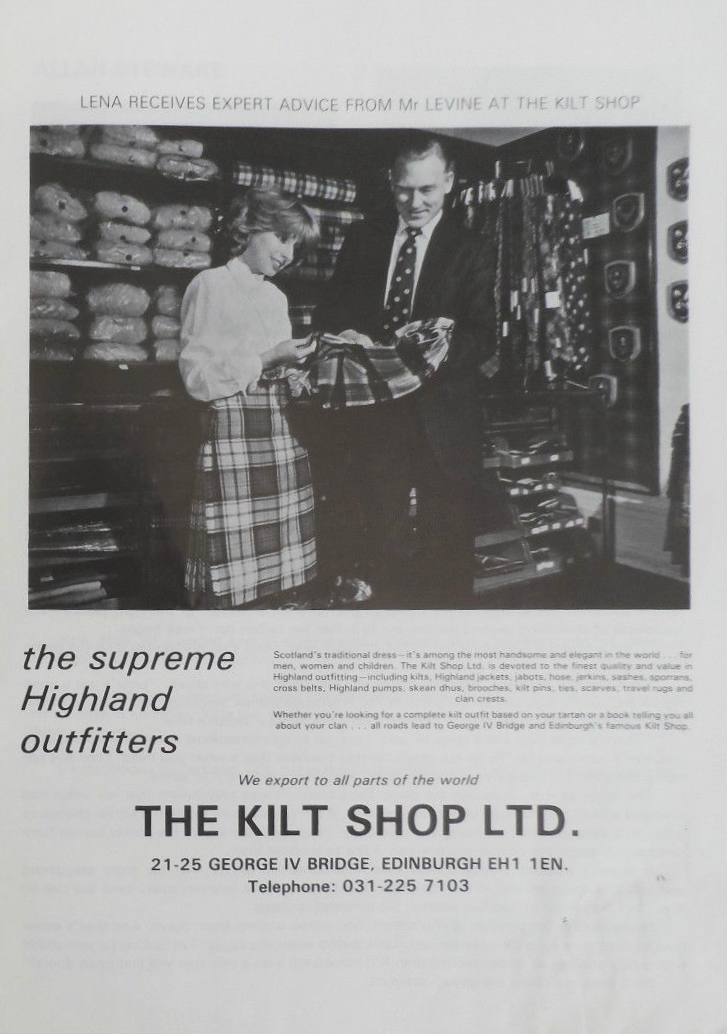 LENA RECEIVES EXPERT ADVICE FROM Mr LEVINE AT THE KILT SHOP
the supreme
Highland
outfitters
Scotland's traditional dress—it's among the most handsome and elegant in the world . . . for
men, women and children. The Kilt Shop Ltd. is devoted to the finest quality and value in
Highland outfitting—including kilts, Highland jackets, jabots, hose, jerkins, sashes, sporrans,
cross belts, Highland pumps, skean dhus, brooches, kilt pins, ties, scarves, travel rugs and
clan crests.
Whether you're looking for a complete kilt outfit based on your tartan or a book telling you all
about your clan . . . all roads lead to George IV Bridge and Edinburgh's famous Kilt Shop.
We export to all parts of the world
THE KILT SHOP LTD.
21-25 GEORGE IV BRIDGE, EDINBURGH EH1 1EN.
Telephone: 031-225 7103